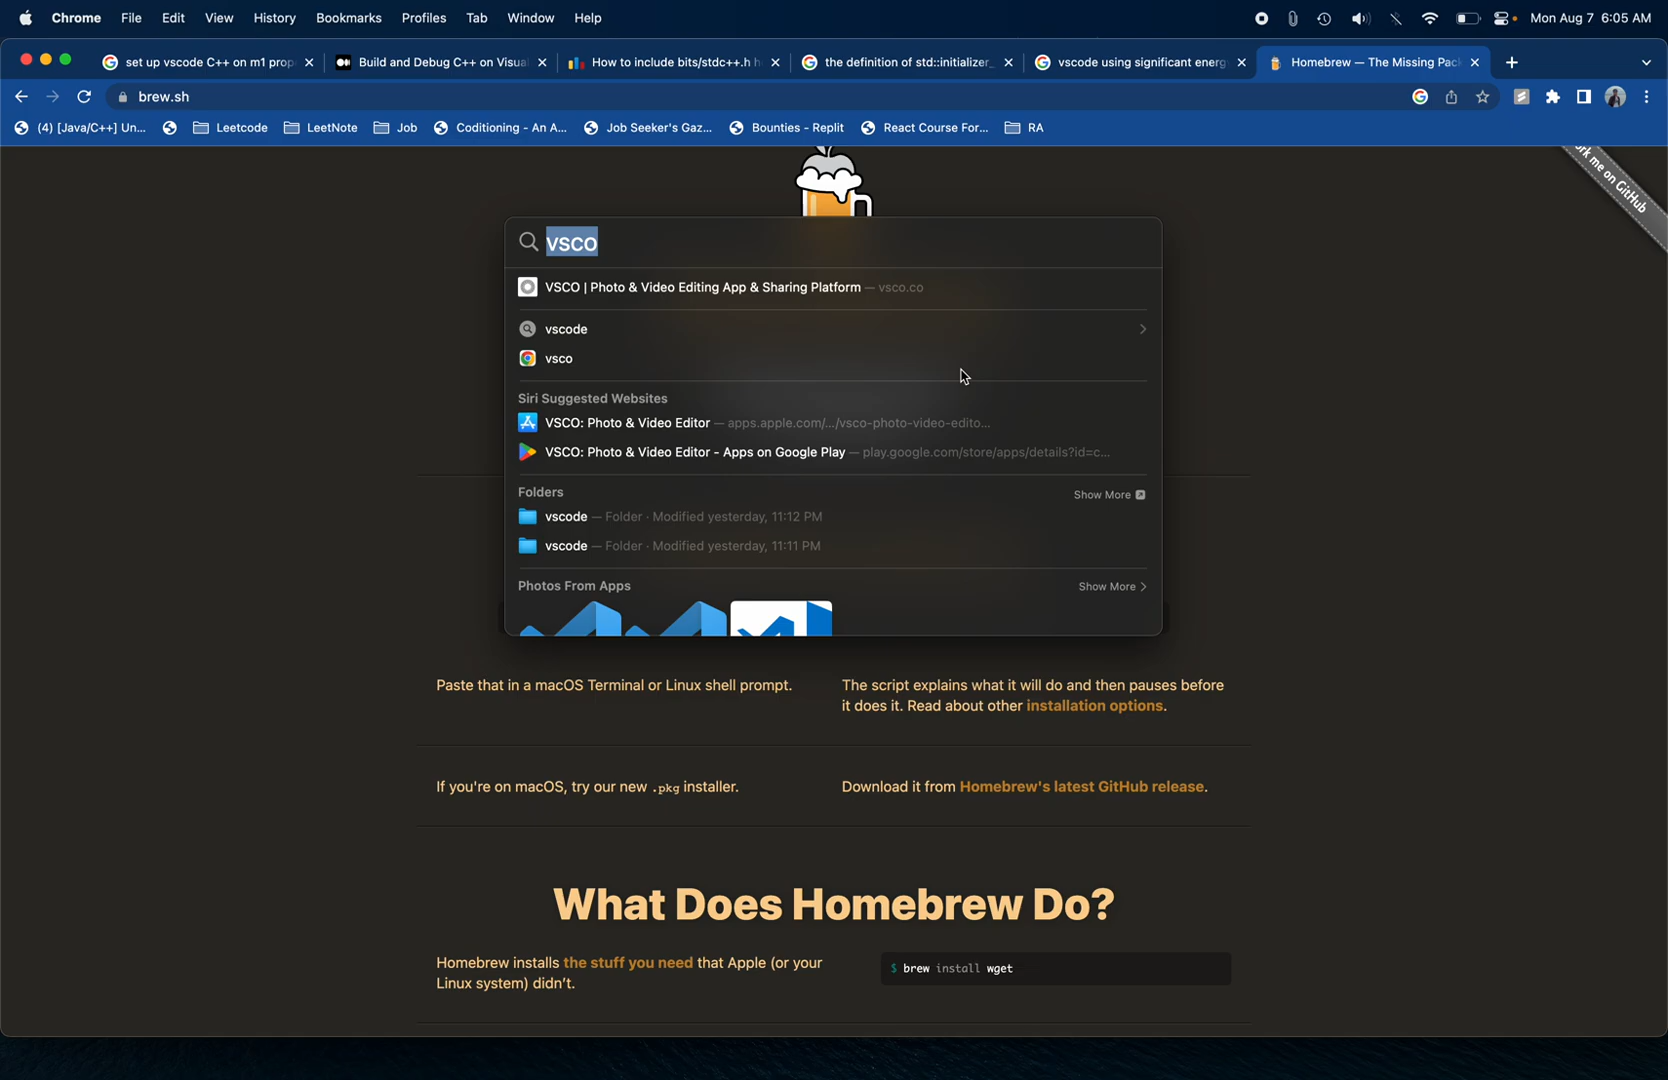 Chrome File Edit View History Bookmarks Profiles Tab Window Help Mon Aug 7 6:05 AM
set up vscode C++ on m1 prop Build and Debug C++ on Visual How to include bits/stdc++.h h the definition of std::initializer_ vscode using significant energ Homebrew — The Missing Pac
brew.sh
(4) [Java/C++] Un... Leetcode LeetNote Job Coditioning - An A... Job Seeker's Gaz... Bounties - Replit React Course For... RA
rk me on GitHub
VSCO
VSCO | Photo & Video Editing App & Sharing Platform — vsco.co
vscode
vsco
Siri Suggested Websites
VSCO: Photo & Video Editor — apps.apple.com/.../vsco-photo-video-edito...
VSCO: Photo & Video Editor - Apps on Google Play — play.google.com/store/apps/details?id=c...
Folders Show More
vscode — Folder · Modified yesterday, 11:12 PM
vscode — Folder · Modified yesterday, 11:11 PM
Photos From Apps Show More
Paste that in a macOS Terminal or Linux shell prompt.
The script explains what it will do and then pauses before
it does it. Read about other installation options.
If you're on macOS, try our new .pkg installer.
Download it from Homebrew's latest GitHub release.
What Does Homebrew Do?
Homebrew installs the stuff you need that Apple (or your
Linux system) didn't.
$ brew install wget